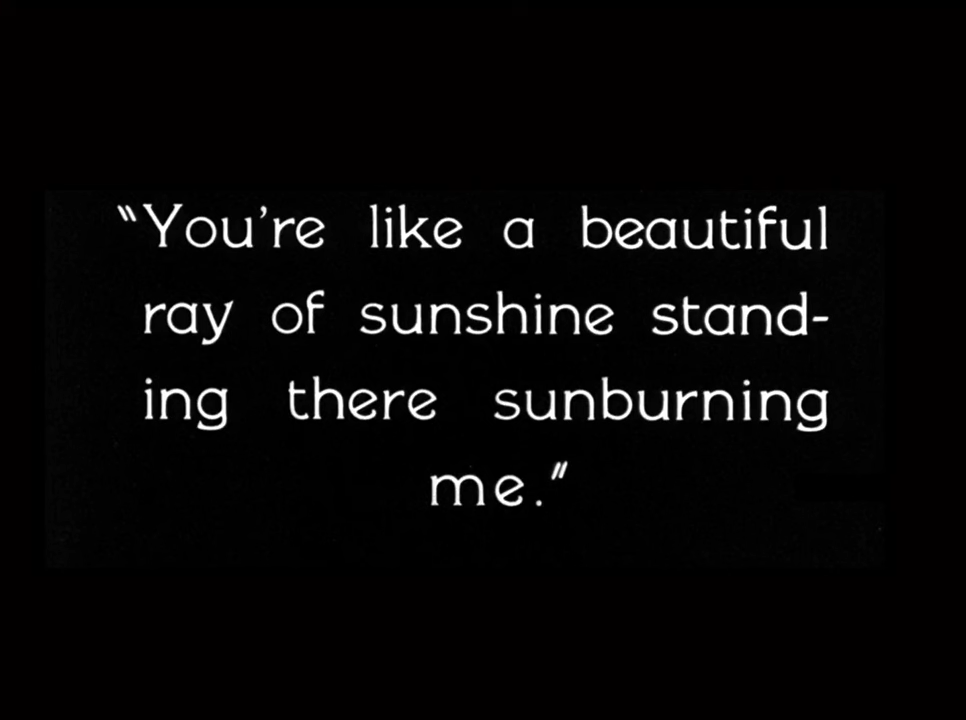 “You’re like a beautiful
ray of sunshine stand-
ing there sunburning
me.”